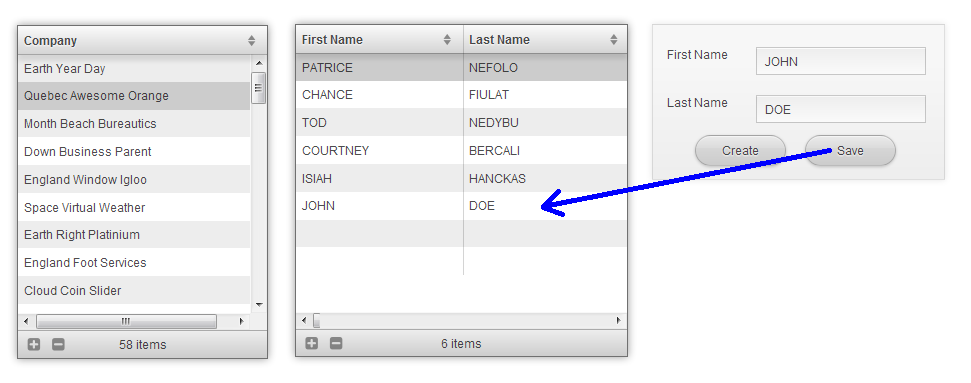 Company
Earth Year Day
Quebec Awesome Orange
Month Beach Bureautics
Down Business Parent
England Window Igloo
Space Virtual Weather
Earth Right Platinium
England Foot Services
Cloud Coin Slider
58 items
First Name Last Name
PATRICE NEFOLO
CHANCE FIULAT
TOD NEDYBU
COURTNEY BERCALI
ISIAH HANCKAS
JOHN DOE
6 items
First Name JOHN
Last Name DOE
Create Save